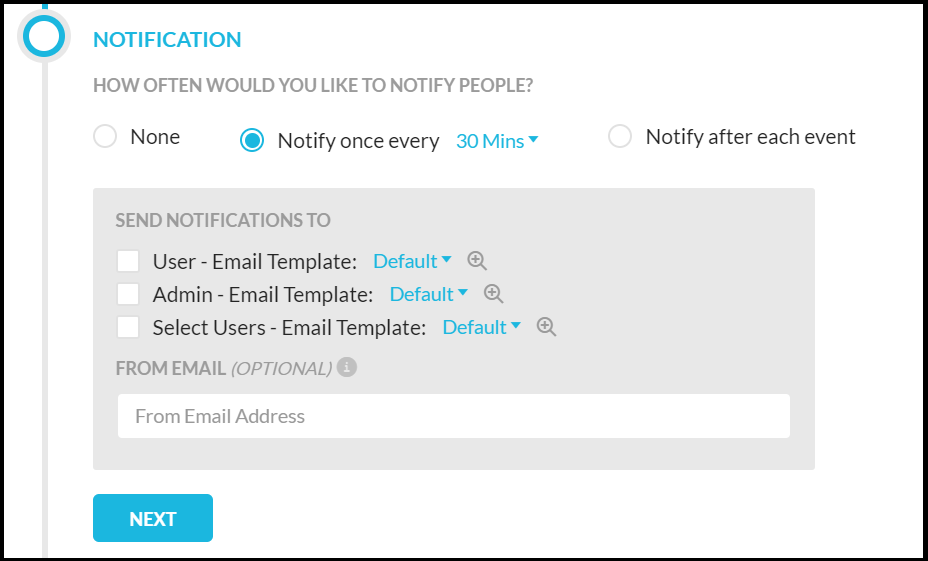 NOTIFICATION
HOW OFTEN WOULD YOU LIKE TO NOTIFY PEOPLE?
None Notify once every 30 Mins Notify after each event
SEND NOTIFICATIONS TO
User - Email Template: Default
Admin - Email Template: Default
Select Users - Email Template: Default
FROM EMAIL (OPTIONAL) i
From Email Address
NEXT